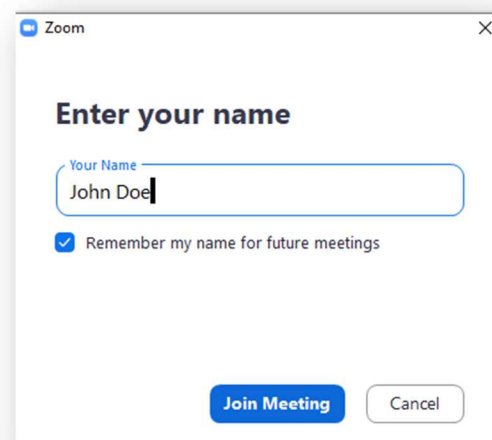 Zoom
Enter your name
Your Name
John Doe
Remember my name for future meetings
Join Meeting Cancel